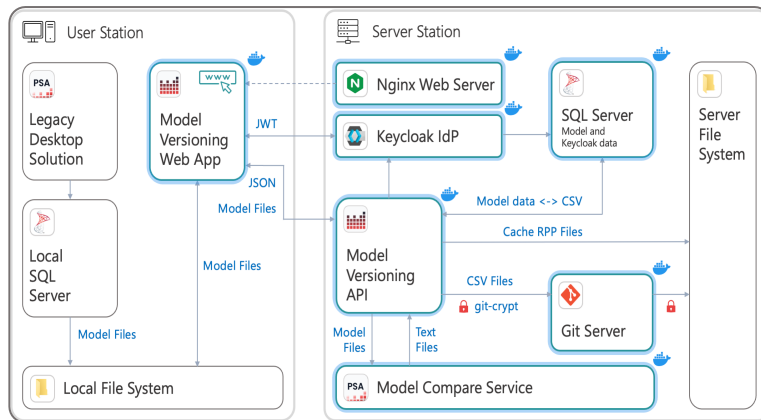 User Station
Server Station
PSA
Legacy
Desktop
Solution
www
Model
Versioning
Web App
N
Nginx Web Server
JWT
Keycloak IdP
SQL Server
Model and
Keycloak data
Server
File
System
JSON
Model Files
Model data <-> CSV
Local
SQL
Server
Model Files
Model
Versioning
API
Cache RPP Files
CSV Files
git-crypt
Git Server
Model Files
Model
Files
Text
Files
Local File System
PSA
Model Compare Service